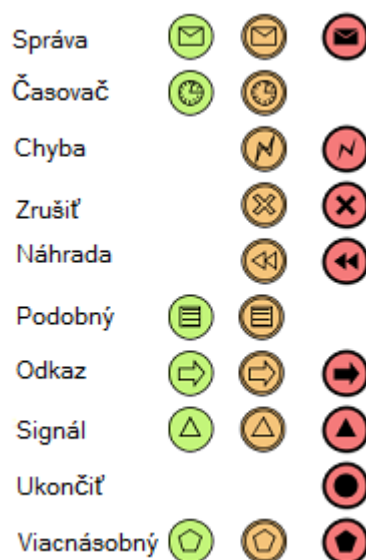 Správa
Časovač
Chyba
Zrušiť
Náhrada
Podobný
Odkaz
Signál
Ukončiť
Viacnásobný